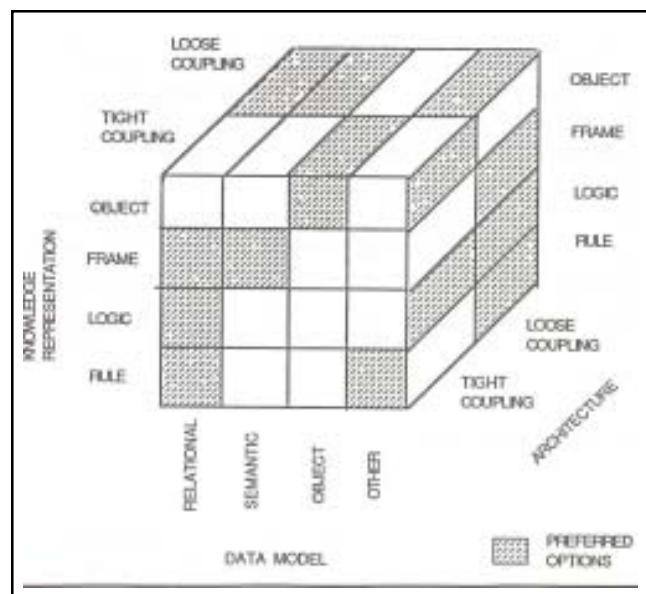 LOOSE
COUPLING
TIGHT
COUPLING
OBJECT
FRAME
LOGIC
RULE
KNOWLEDGE
REPRESENTATION
OBJECT
FRAME
LOGIC
RULE
LOOSE
COUPLING
TIGHT
COUPLING
ARCHITECTURE
RELATIONAL
SEMANTIC
OBJECT
OTHER
DATA MODEL
PREFERRED
OPTIONS